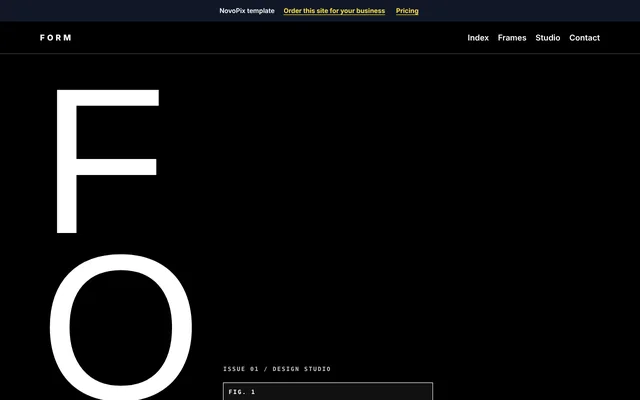 NovoPix template Order this site for your business Pricing
FORM Index Frames Studio Contact
F
O
ISSUE 01 / DESIGN STUDIO
FIG. 1